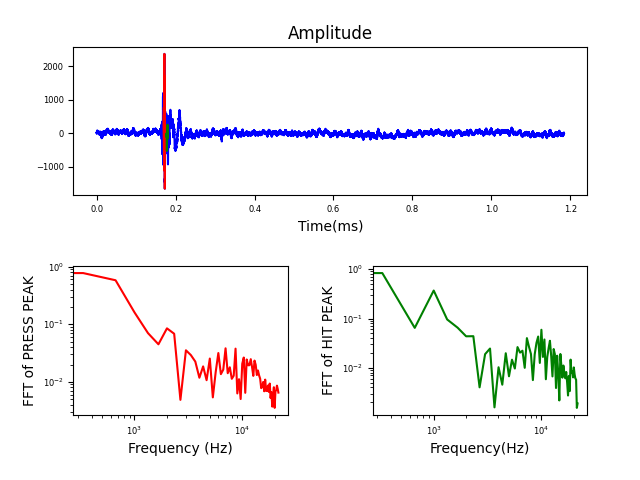 Amplitude
2000
1000
0
−1000
0.0 0.2 0.4 0.6 0.8 1.0 1.2
Time(ms)
FFT of PRESS PEAK
10⁰
10⁻¹
10⁻²
10³ 10⁴
Frequency (Hz)
FFT of HIT PEAK
10⁰
10⁻¹
10⁻²
10³ 10⁴
Frequency(Hz)